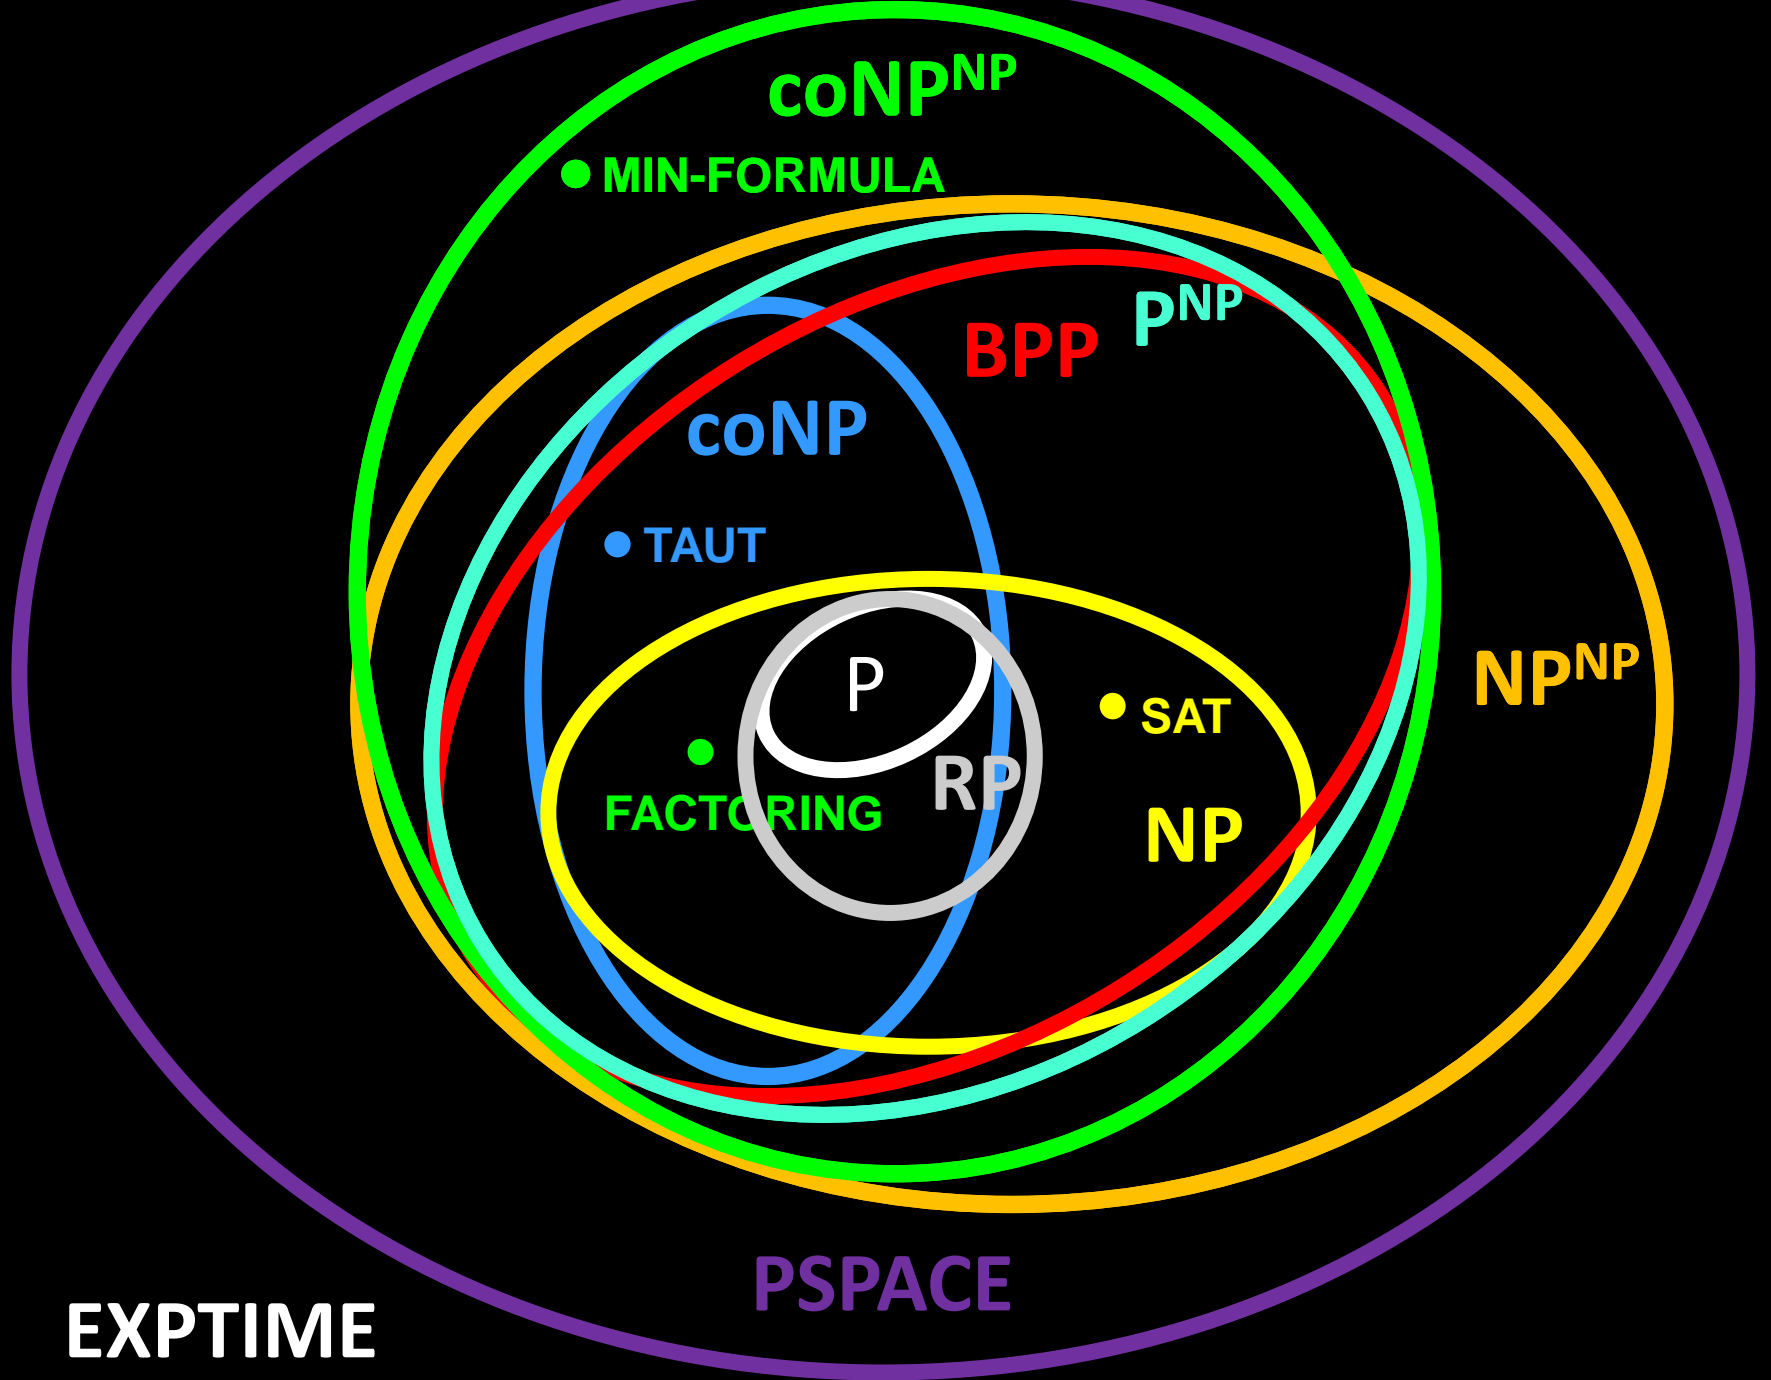 coNP^NP
MIN-FORMULA
P^NP
BPP
coNP
TAUT
P
NP^NP
SAT
RP
FACTORING
NP
PSPACE
EXPTIME